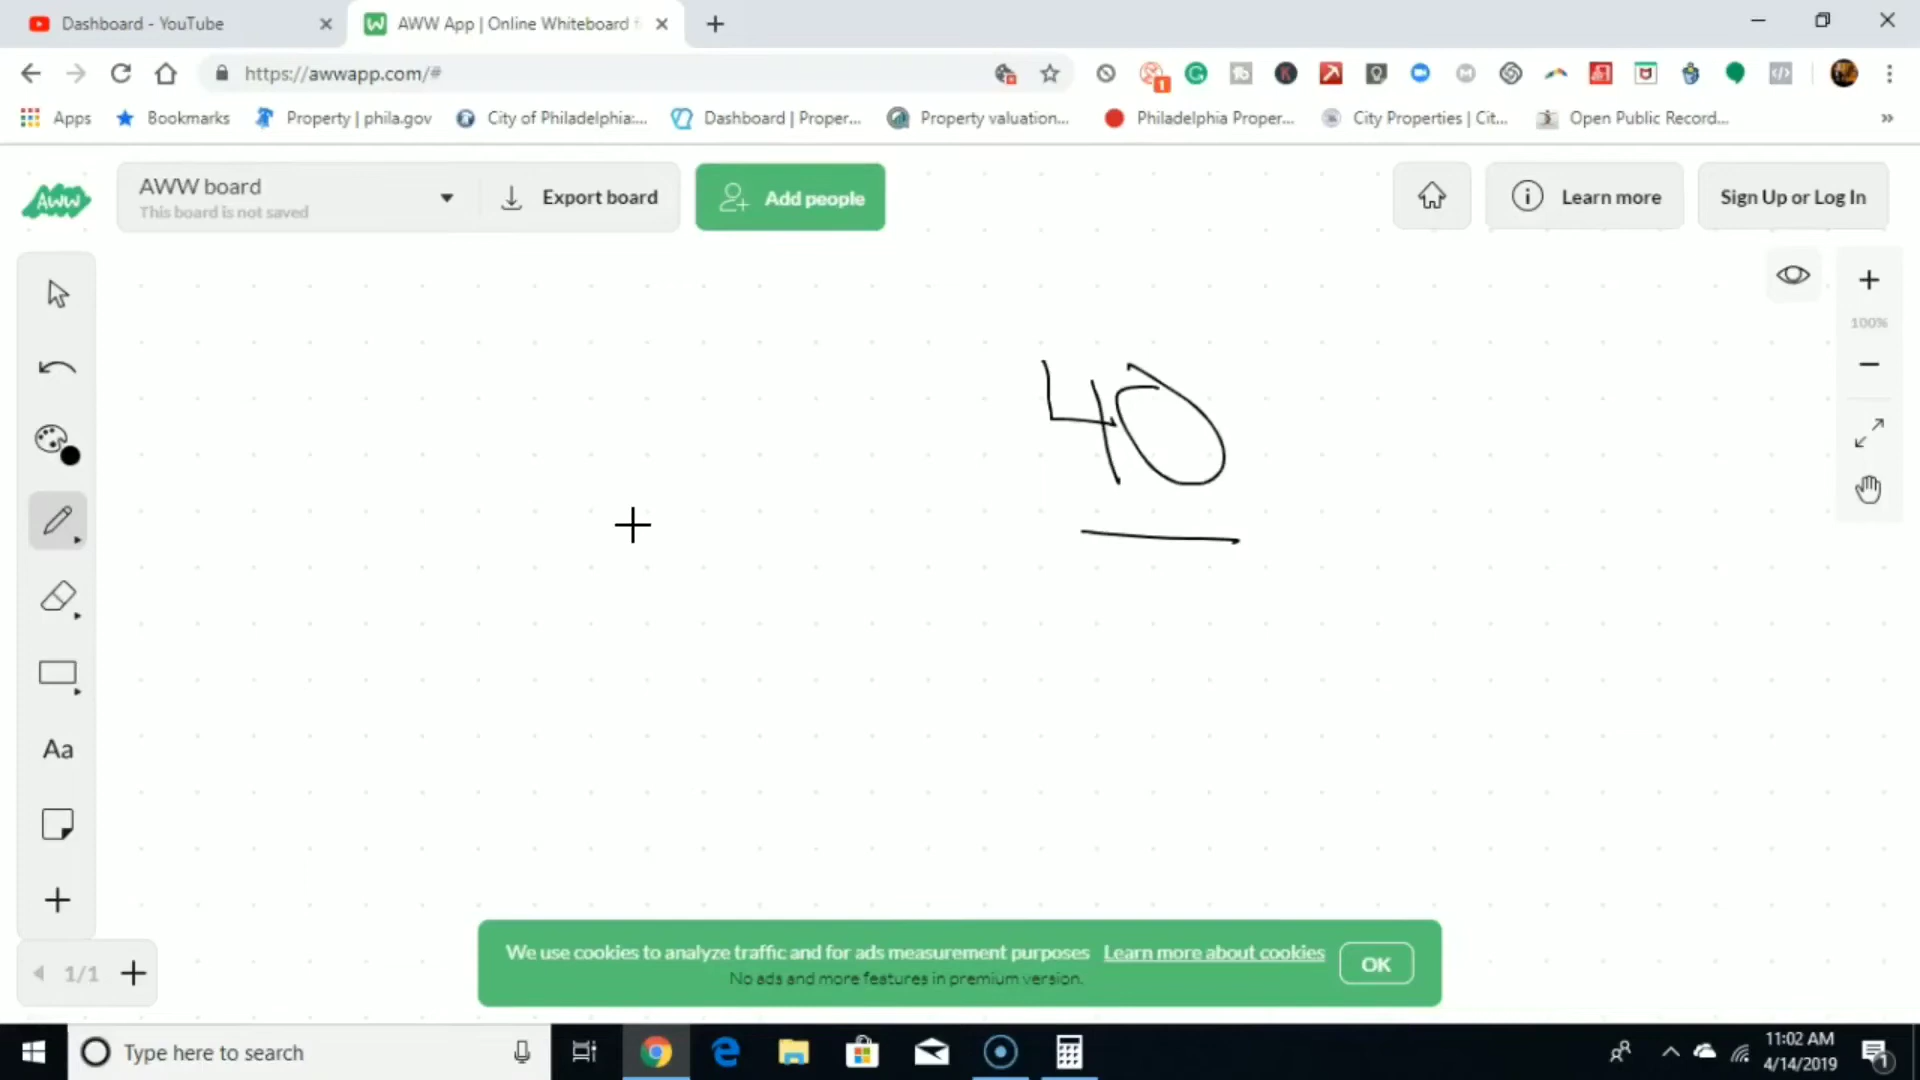 Dashboard - YouTube
AWW App | Online Whiteboard f
https://awwapp.com/#
1
Apps
Bookmarks
Property | phila.gov
City of Philadelphia:...
Dashboard | Proper...
Property valuation...
Philadelphia Proper...
City Properties | Cit...
Open Public Record...
»
AWW
AWW board
This board is not saved
Export board
Add people
Learn more
Sign Up or Log In
100%
40
Aa
1/1
We use cookies to analyze traffic and for ads measurement purposes Learn more about cookies
No ads and more features in premium version.
OK
Type here to search
11:02 AM
4/14/2019
1